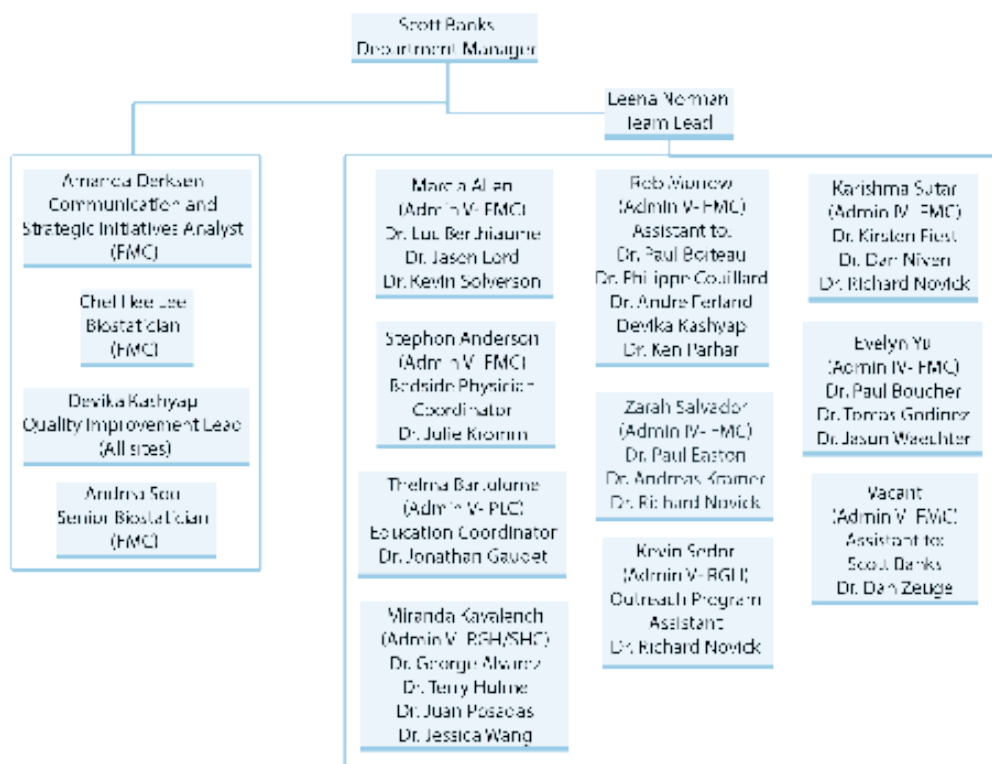 Scott Banks
Department Manager
Leena Norman
Team Lead
Amanda Derksen
Communication and
Strategic Initiatives Analyst
(FMC)
Chel Hee Lee
Biostatician
(FMC)
Devika Kashyap
Quality Improvement Lead
(All sites)
Andrea Soo
Senior Biostatician
(FMC)
Marcia Allen
(Admin V- FMC)
Dr. Luc Berthiaume
Dr. Jason Lord
Dr. Kevin Solverson
Stephon Anderson
(Admin V- FMC)
Bedside Physician
Coordinator
Dr. Julie Kromm
Thelma Bartolome
(Admin V- PLC)
Education Coordinator
Dr. Jonathan Gaudet
Miranda Kavalench
(Admin V- RGH/SHC)
Dr. George Alvarez
Dr. Terry Hulme
Dr. Juan Posadas
Dr. Jessica Wang
Rob Morrow
(Admin V- FMC)
Assistant to:
Dr. Paul Boiteau
Dr. Philippe Couillard
Dr. Andre Ferland
Devika Kashyap
Dr. Ken Parhar
Zarah Salvador
(Admin IV- FMC)
Dr. Paul Easton
Dr. Andreas Kramer
Dr. Richard Novick
Kevin Sedor
(Admin V- RGH)
Outreach Program
Assistant
Dr. Richard Novick
Karishma Sutar
(Admin IV- FMC)
Dr. Kirsten Fiest
Dr. Dan Niven
Dr. Richard Novick
Evelyn Yu
(Admin IV- FMC)
Dr. Paul Boucher
Dr. Tomas Godinez
Dr. Jason Waechter
Vacant
(Admin V- FMC)
Assistant to:
Scott Banks
Dr. Dan Zuege